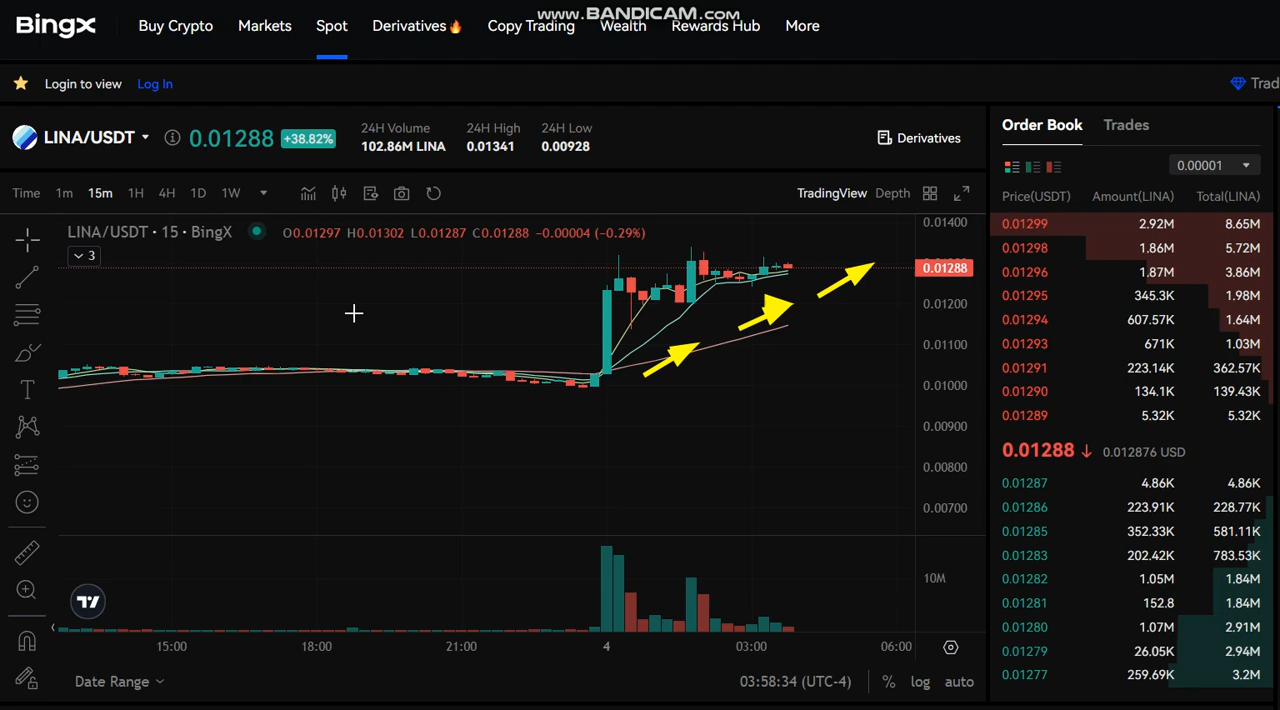 www.BANDICAM.com
BingX Buy Crypto Markets Spot Derivatives Copy Trading Wealth Rewards Hub More
Login to view Log In Trad
LINA/USDT 0.01288 +38.82%
24H Volume 24H High 24H Low
102.86M LINA 0.01341 0.00928
Derivatives
Time 1m 15m 1H 4H 1D 1W TradingView Depth
LINA/USDT • 15 • BingX O0.01297 H0.01302 L0.01287 C0.01288 -0.00004 (-0.29%)
3
0.01400
0.01288
0.01200
0.01100
0.01000
0.00900
0.00800
0.00700
10M
15:00 18:00 21:00 4 03:00 06:00
Date Range 03:58:34 (UTC-4) % log auto
Order Book Trades
0.00001
Price(USDT) Amount(LINA) Total(LINA)
0.01299 2.92M 8.65M
0.01298 1.86M 5.72M
0.01296 1.87M 3.86M
0.01295 345.3K 1.98M
0.01294 607.57K 1.64M
0.01293 671K 1.03M
0.01291 223.14K 362.57K
0.01290 134.1K 139.43K
0.01289 5.32K 5.32K
0.01288 ↓ 0.012876 USD
0.01287 4.86K 4.86K
0.01286 223.91K 228.77K
0.01285 352.33K 581.11K
0.01283 202.42K 783.53K
0.01282 1.05M 1.84M
0.01281 152.8 1.84M
0.01280 1.07M 2.91M
0.01279 26.05K 2.94M
0.01277 259.69K 3.2M